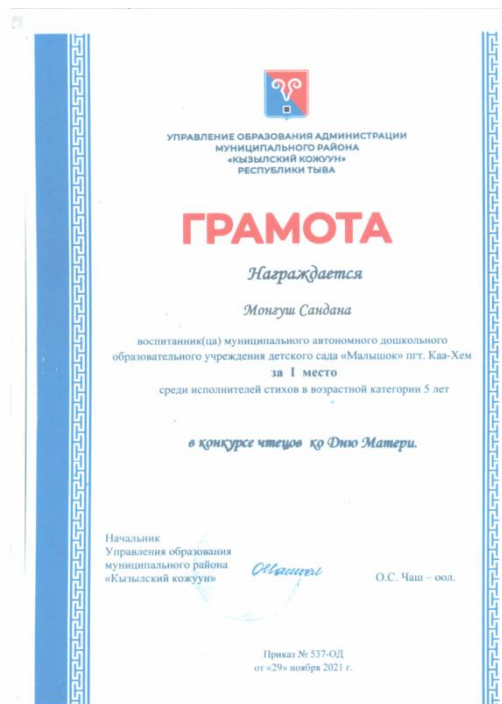 УПРАВЛЕНИЕ ОБРАЗОВАНИЯ АДМИНИСТРАЦИИ
МУНИЦИПАЛЬНОГО РАЙОНА
«КЫЗЫЛСКИЙ КОЖУУН»
РЕСПУБЛИКИ ТЫВА
ГРАМОТА
Награждается
Монгуш Сандана
воспитанник(ца) муниципального автономного дошкольного
образовательного учреждения детского сада «Малышок» пгт. Каа-Хем
за I место
среди исполнителей стихов в возрастной категории 5 лет
в конкурсе чтецов ко Дню Матери.
Начальник
Управления образования
муниципального района
«Кызылский кожуун»
О.С. Чаш – оол.
Приказ № 537-ОД
от «29» ноября 2021 г.